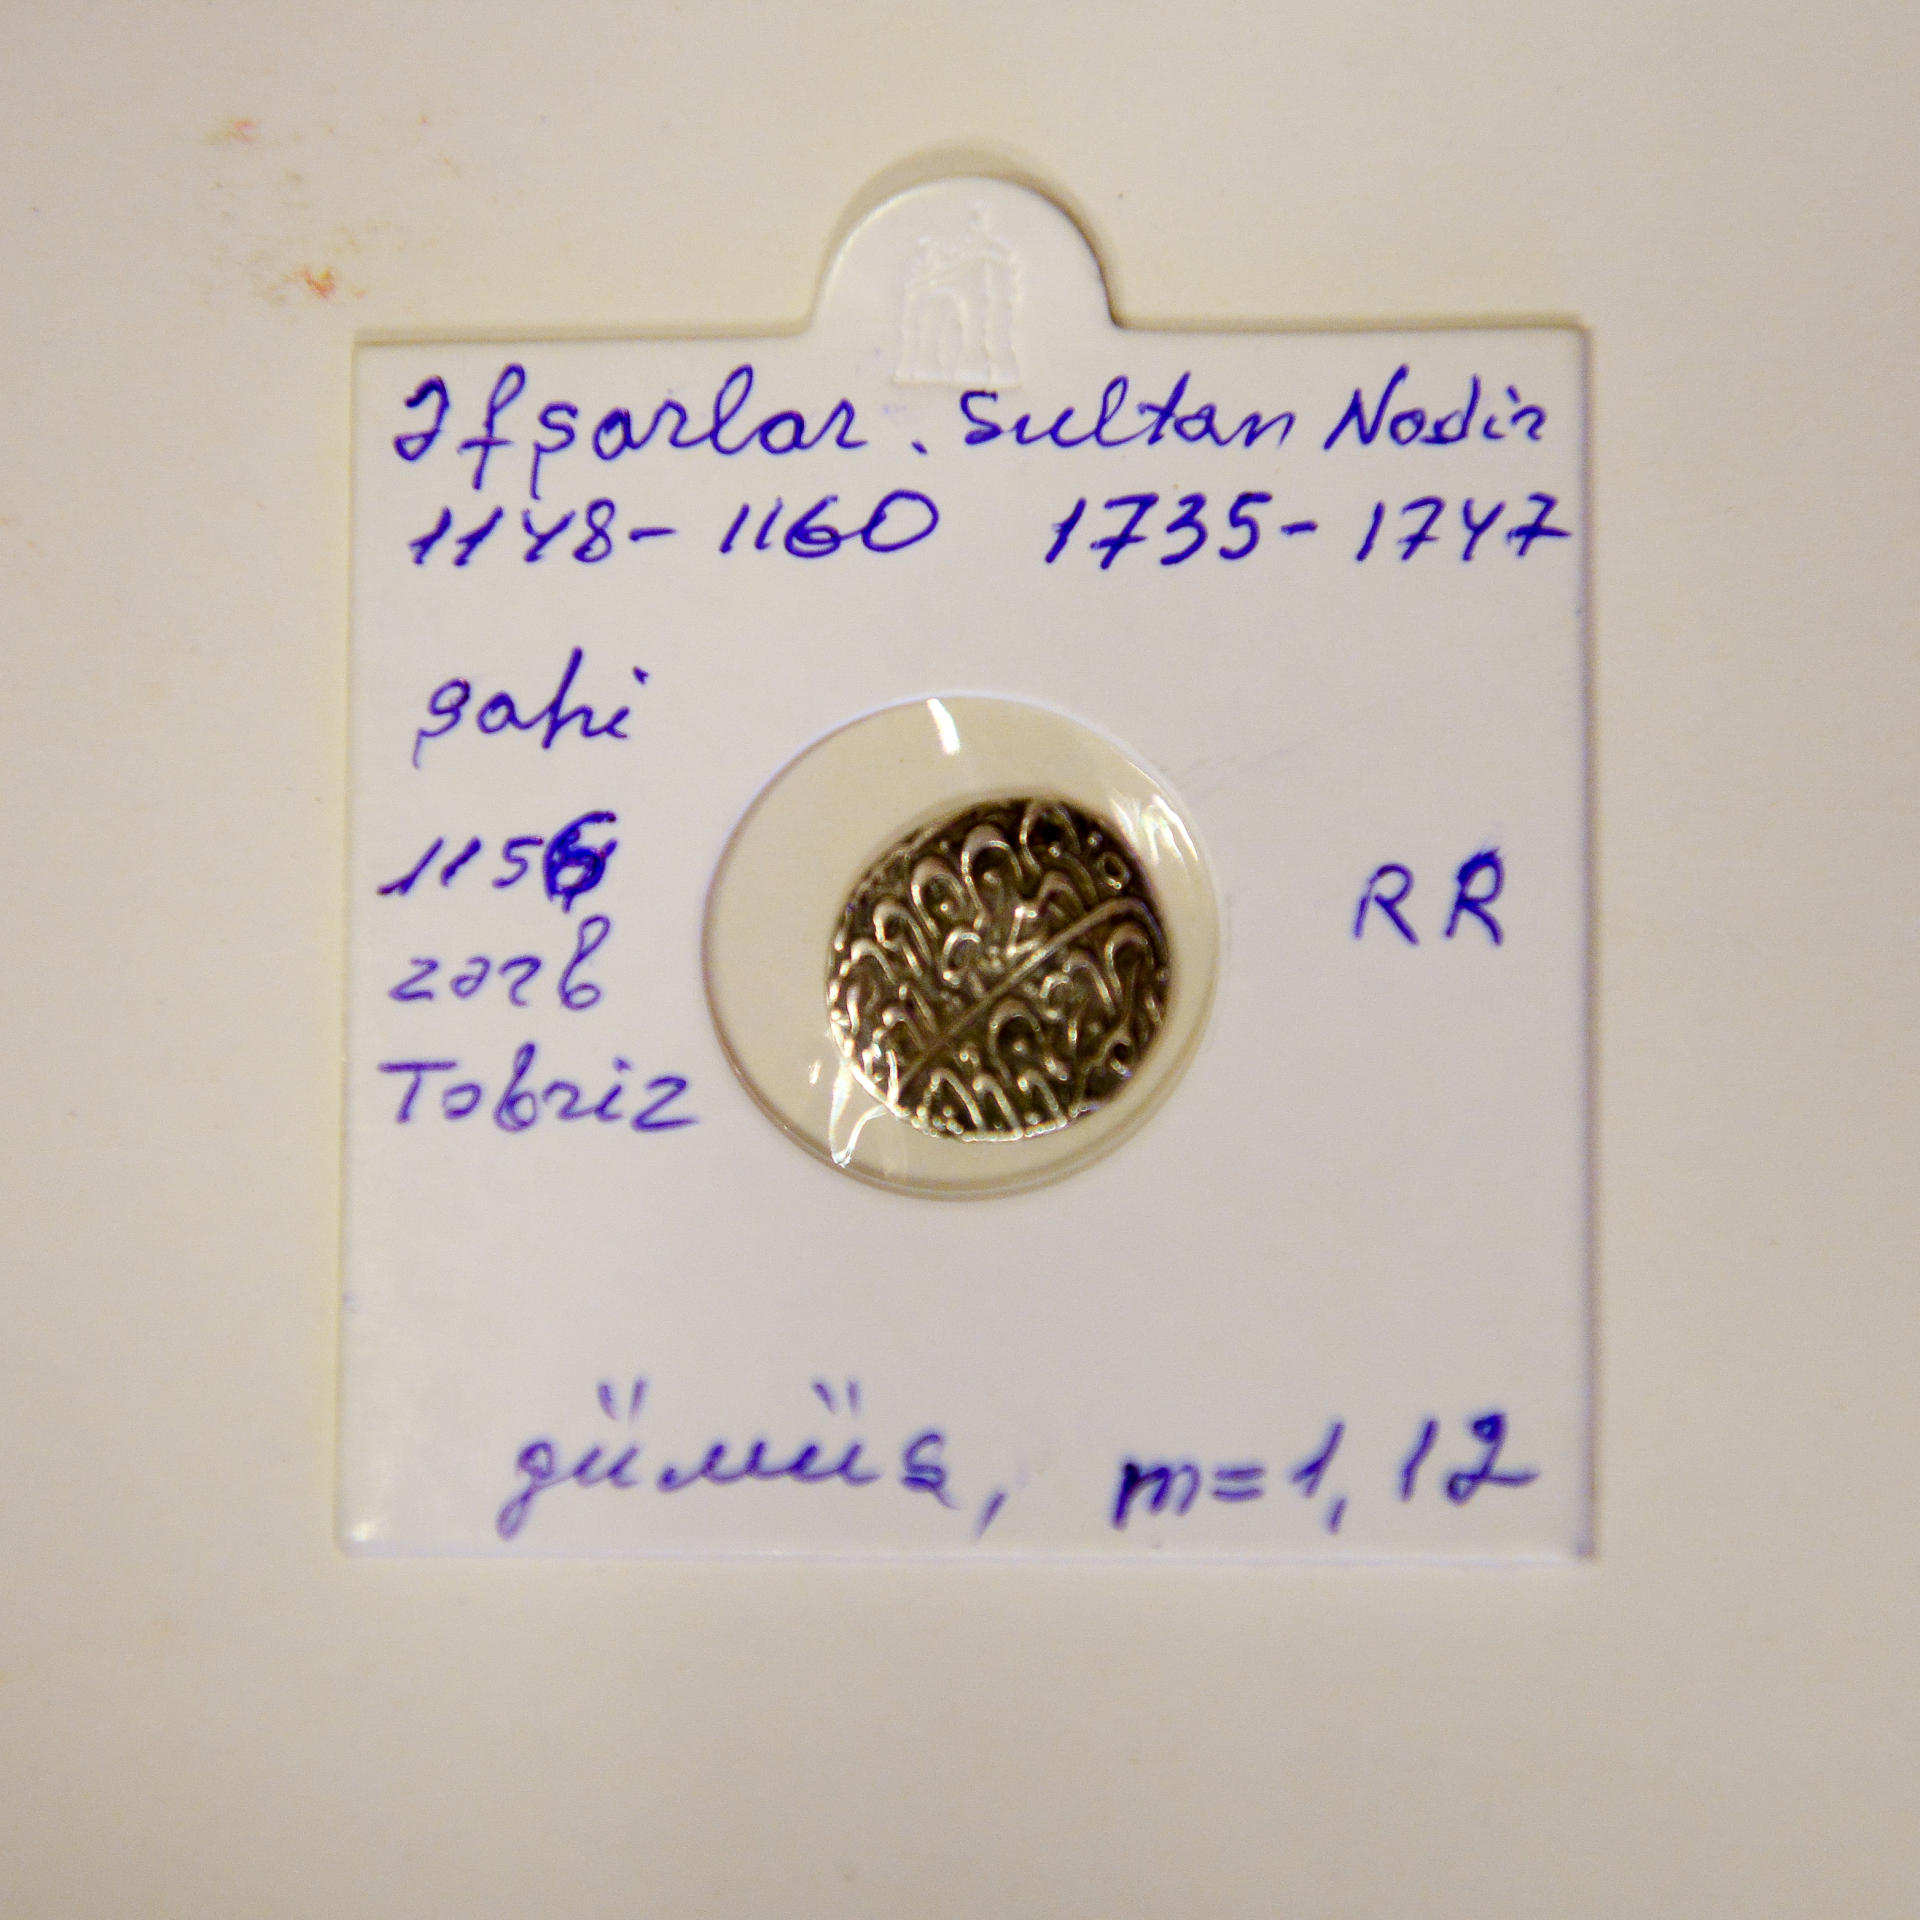 Əfşarlar. Sultan Nadir
1148-1160 1735-1747
şahi
1156
RR
zərb
Təbriz
gümüş, m=1,12